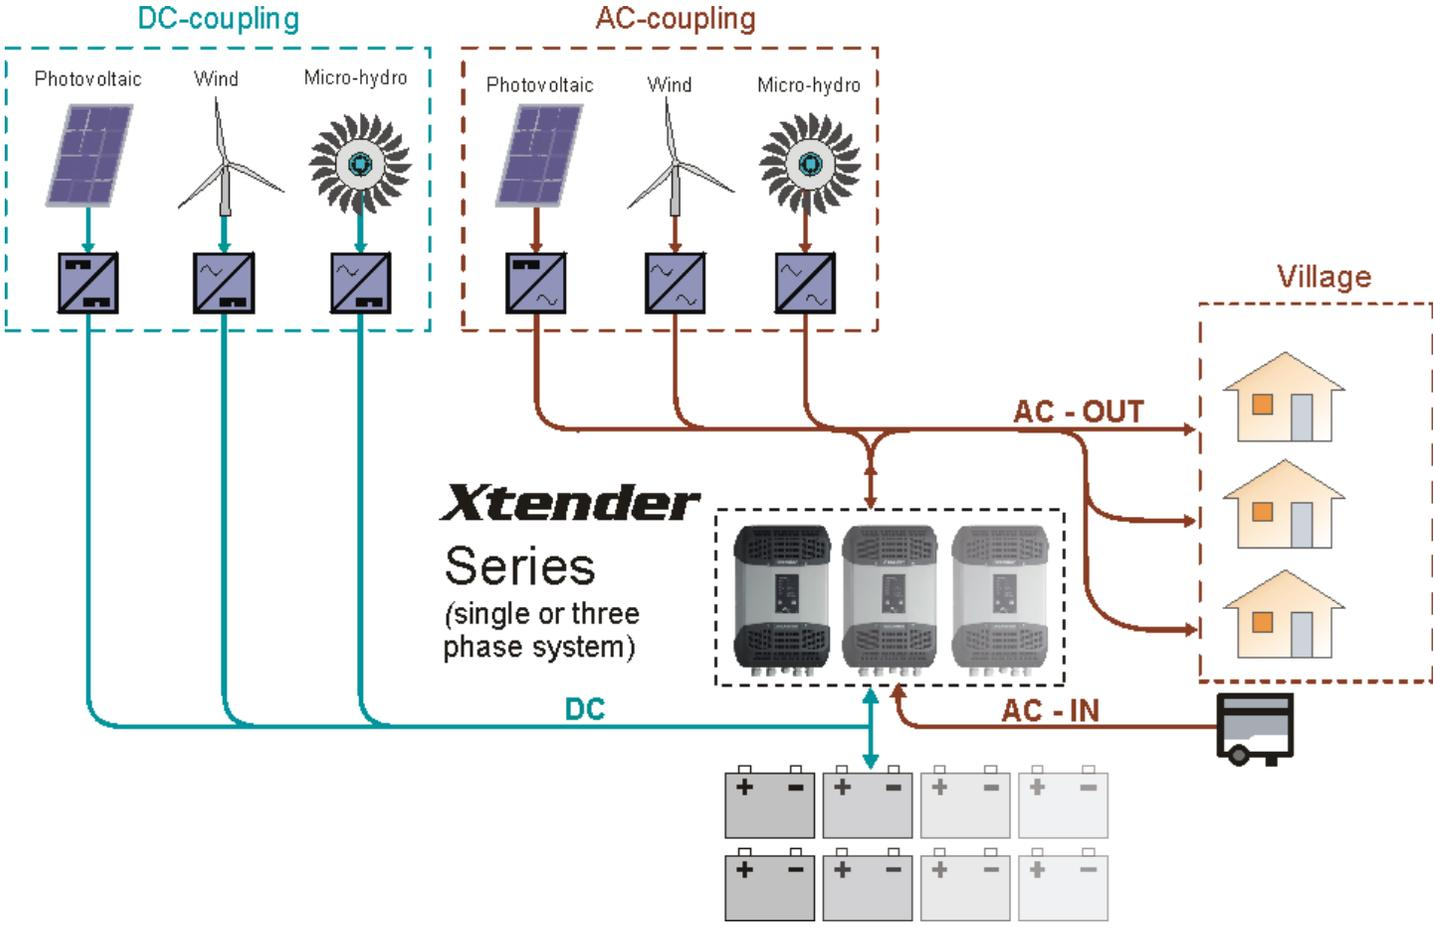 DC-coupling
AC-coupling
Photovoltaic
Wind
Micro-hydro
Photovoltaic
Wind
Micro-hydro
Village
AC - OUT
Xtender
Series
(single or three
phase system)
DC
AC - IN
+ -
+ -
+ -
+ -
+ -
+ -
+ -
+ -